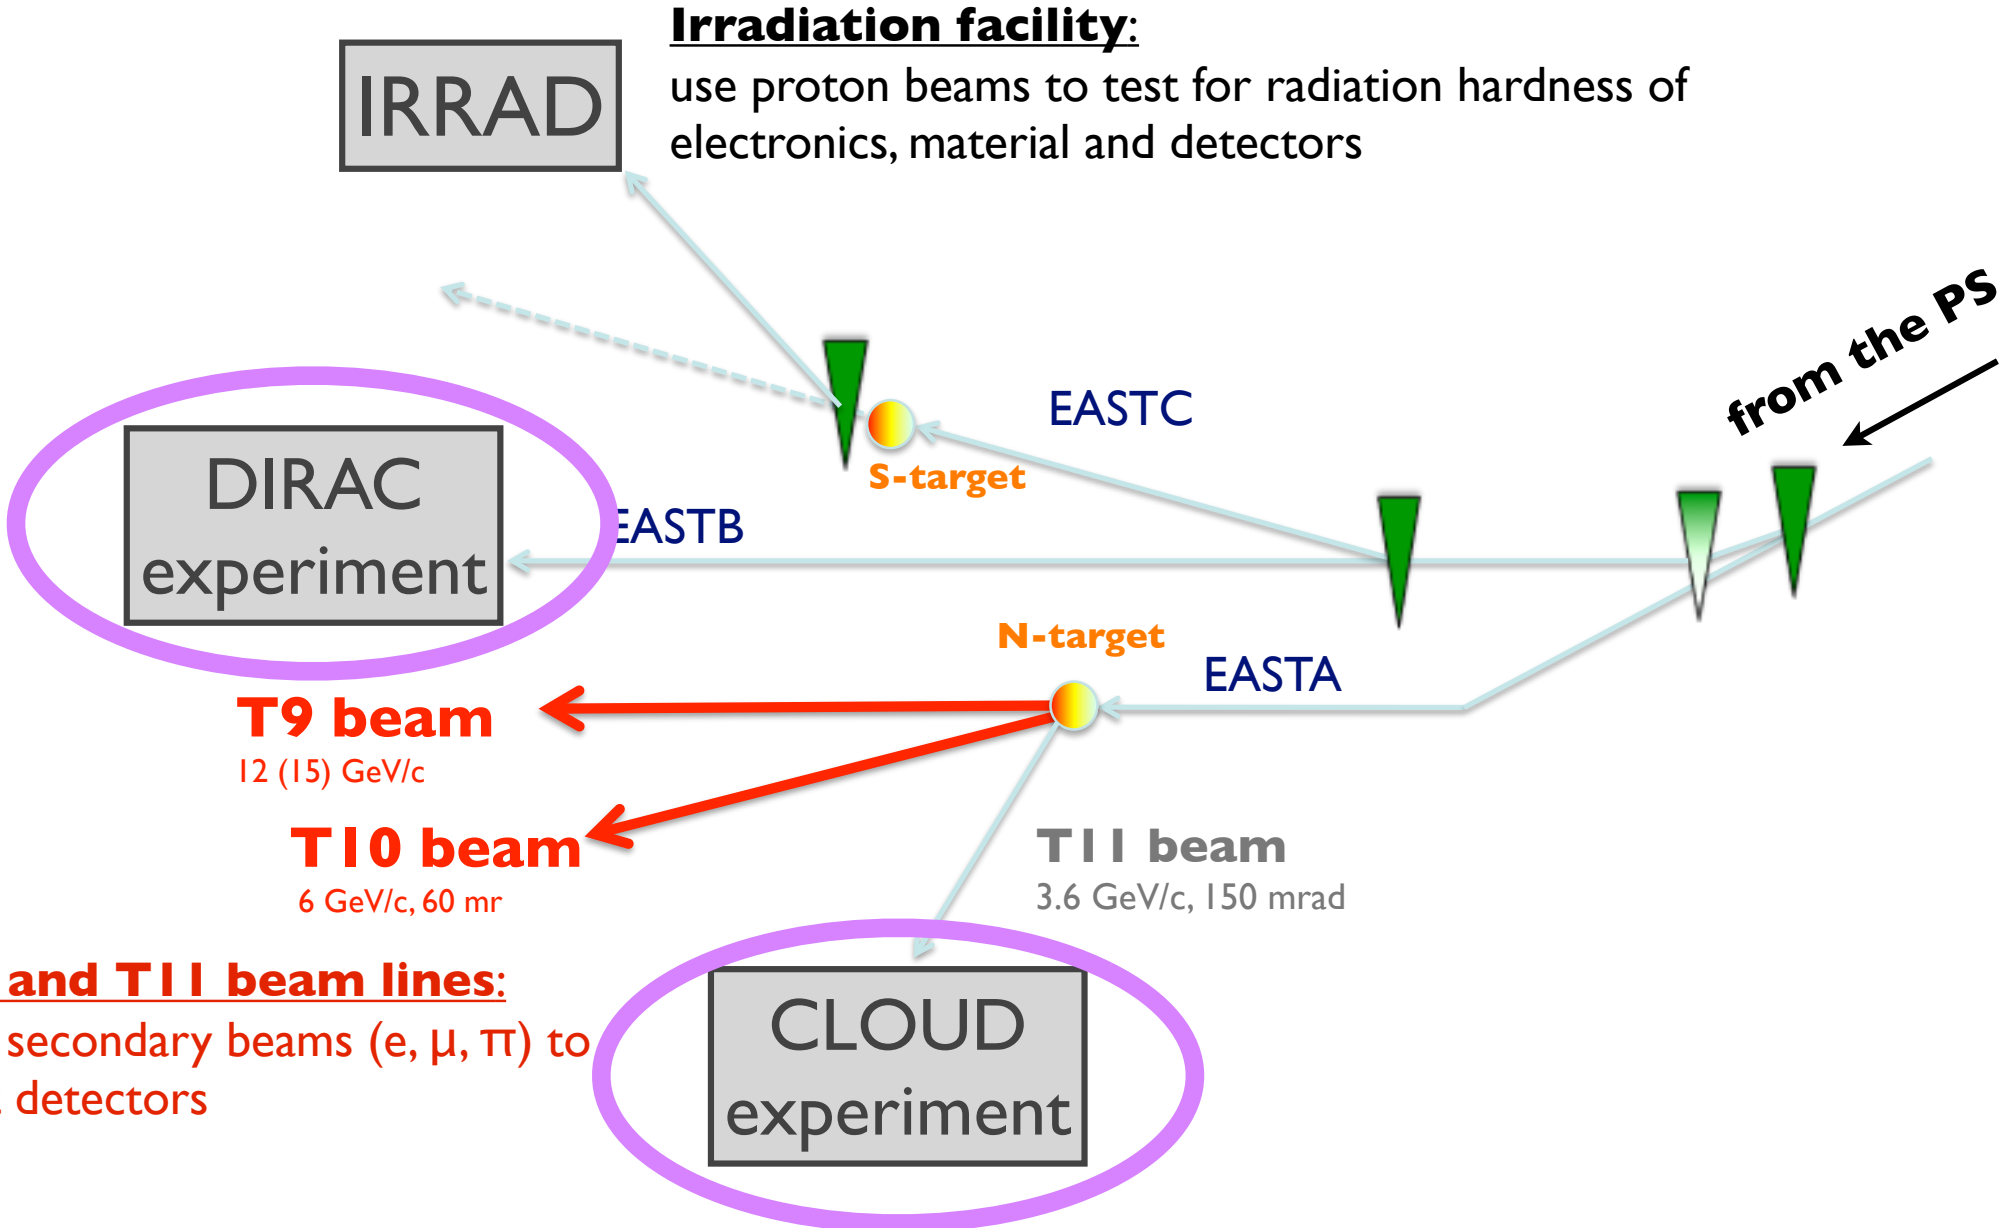 Irradiation facility:
use proton beams to test for radiation hardness of
electronics, material and detectors
IRRAD
from the PS
EASTC
S-target
DIRAC
experiment
EASTB
N-target
EASTA
T9 beam
12 (15) GeV/c
T10 beam
6 GeV/c, 60 mr
T11 beam
3.6 GeV/c, 150 mrad
and T11 beam lines:
secondary beams (e, μ, π) to
detectors
CLOUD
experiment